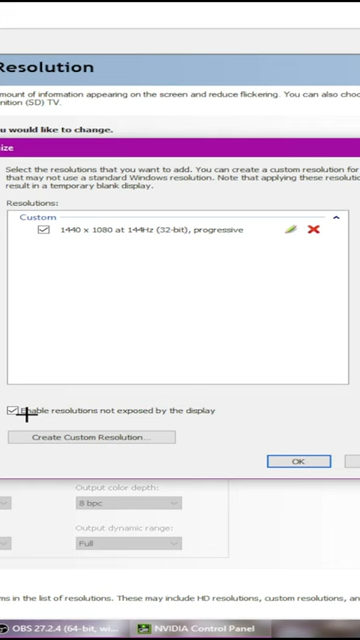 Resolution
mount of information appearing on the screen and reduce flickering. You can also choo
nition (SD) TV.
u would like to change.
ize
Select the resolutions that you want to add. You can create a custom resolution for
that may not use a standard Windows resolution. Note that applying these resolutio
result in a temporary blank display.
Resolutions:
Custom
1440 x 1080 at 144Hz (32-bit), progressive
Enable resolutions not exposed by the display
Create Custom Resolution...
OK
Output color depth:
8 bpc
Output dynamic range:
Full
ms in the list of resolutions. These may include HD resolutions, custom resolutions, an
OBS 27.2.4 (64-bit, wi...
NVIDIA Control Panel